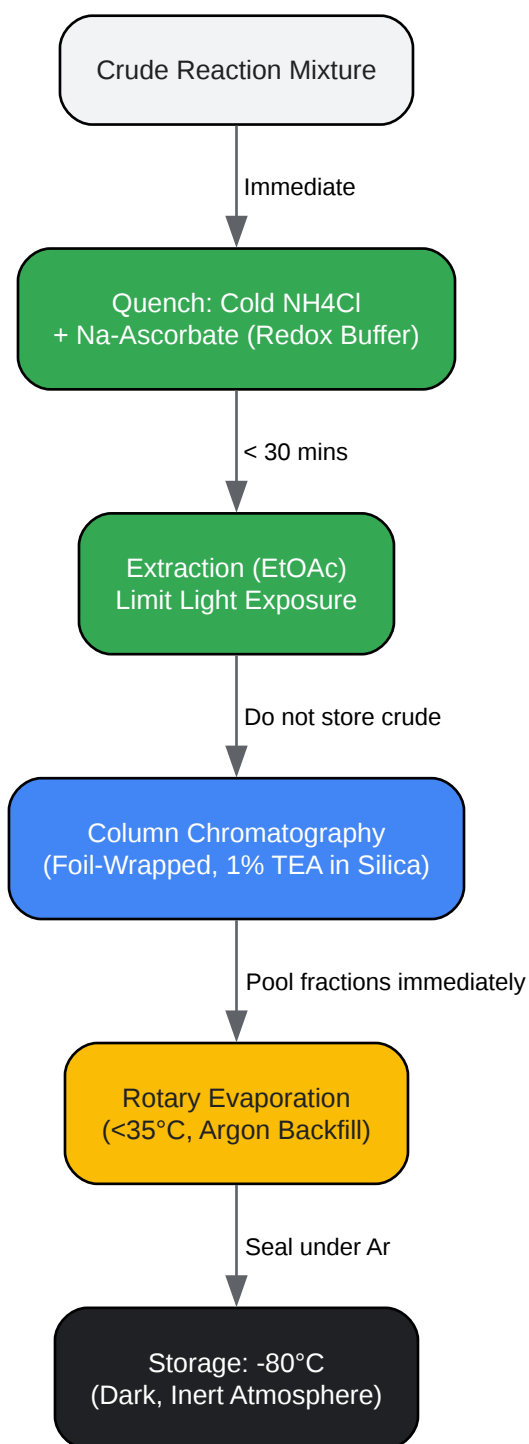 Crude Reaction Mixture
Immediate
Quench: Cold NH4Cl
+ Na-Ascorbate (Redox Buffer)
< 30 mins
Extraction (EtOAc)
Limit Light Exposure
Do not store crude
Column Chromatography
(Foil-Wrapped, 1% TEA in Silica)
Pool fractions immediately
Rotary Evaporation
(<35°C, Argon Backfill)
Seal under Ar
Storage: -80°C
(Dark, Inert Atmosphere)